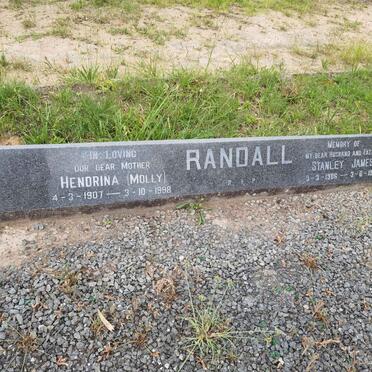 IN LOVING
OUR DEAR MOTHER
HENDRINA (MOLLY)
4-3-1907 — 3-10-1998
RANDALL
R.I.P.
MEMORY OF
MY DEAR HUSBAND AND
STANLEY JAMES